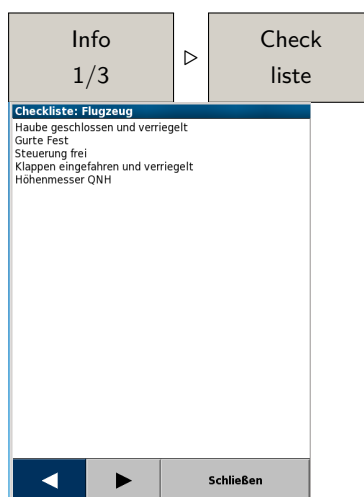 Info
1/3
Check
liste
Checkliste: Flugzeug
Haube geschlossen und verriegelt
Gurte Fest
Steuerung frei
Klappen eingefahren und verriegelt
Höhenmesser QNH
Schließen